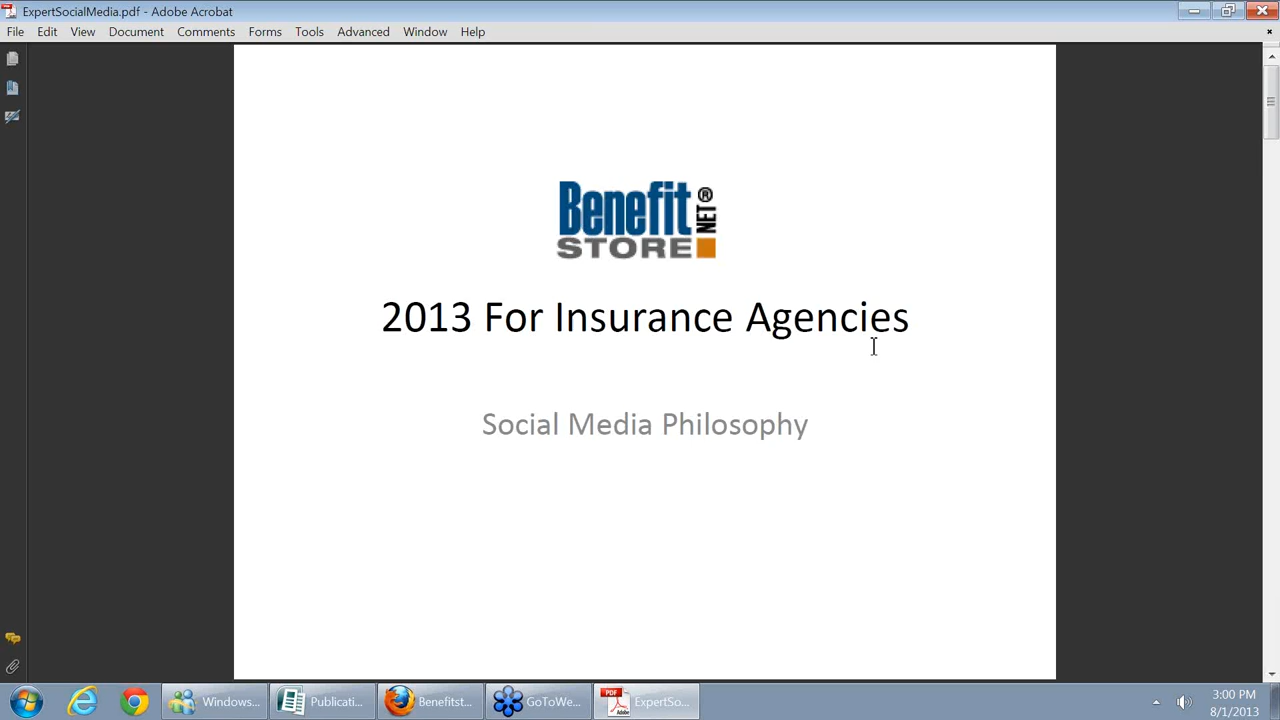 ExpertSocialMedia.pdf - Adobe Acrobat
File Edit View Document Comments Forms Tools Advanced Window Help
Benefit
STORE
NET®
2013 For Insurance Agencies
Social Media Philosophy
Windows... Publicati... Benefitst... GoToWe... ExpertSo...
3:00 PM
8/1/2013